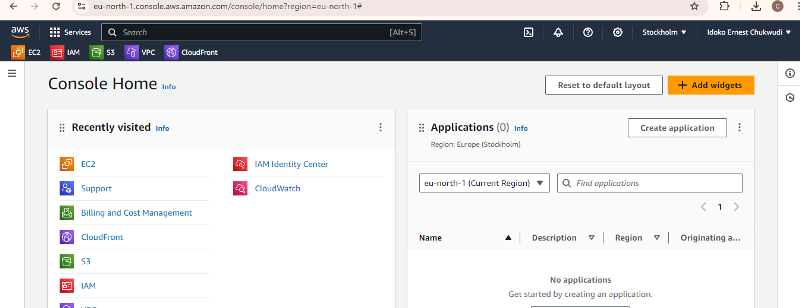 eu-north-1.console.aws.amazon.com/console/home?region=eu-north-1#
aws Services Search [Alt+S] Stockholm Idoko Ernest Chukwudi
EC2 IAM S3 VPC CloudFront
Console Home Info
Reset to default layout
+ Add widgets
Recently visited Info
EC2
Support
Billing and Cost Management
CloudFront
S3
IAM
IAM Identity Center
CloudWatch
Applications (0) Info
Create application
Region: Europe (Stockholm)
eu-north-1 (Current Region)
Find applications
1
Name Description Region Originating a...
No applications
Get started by creating an application.